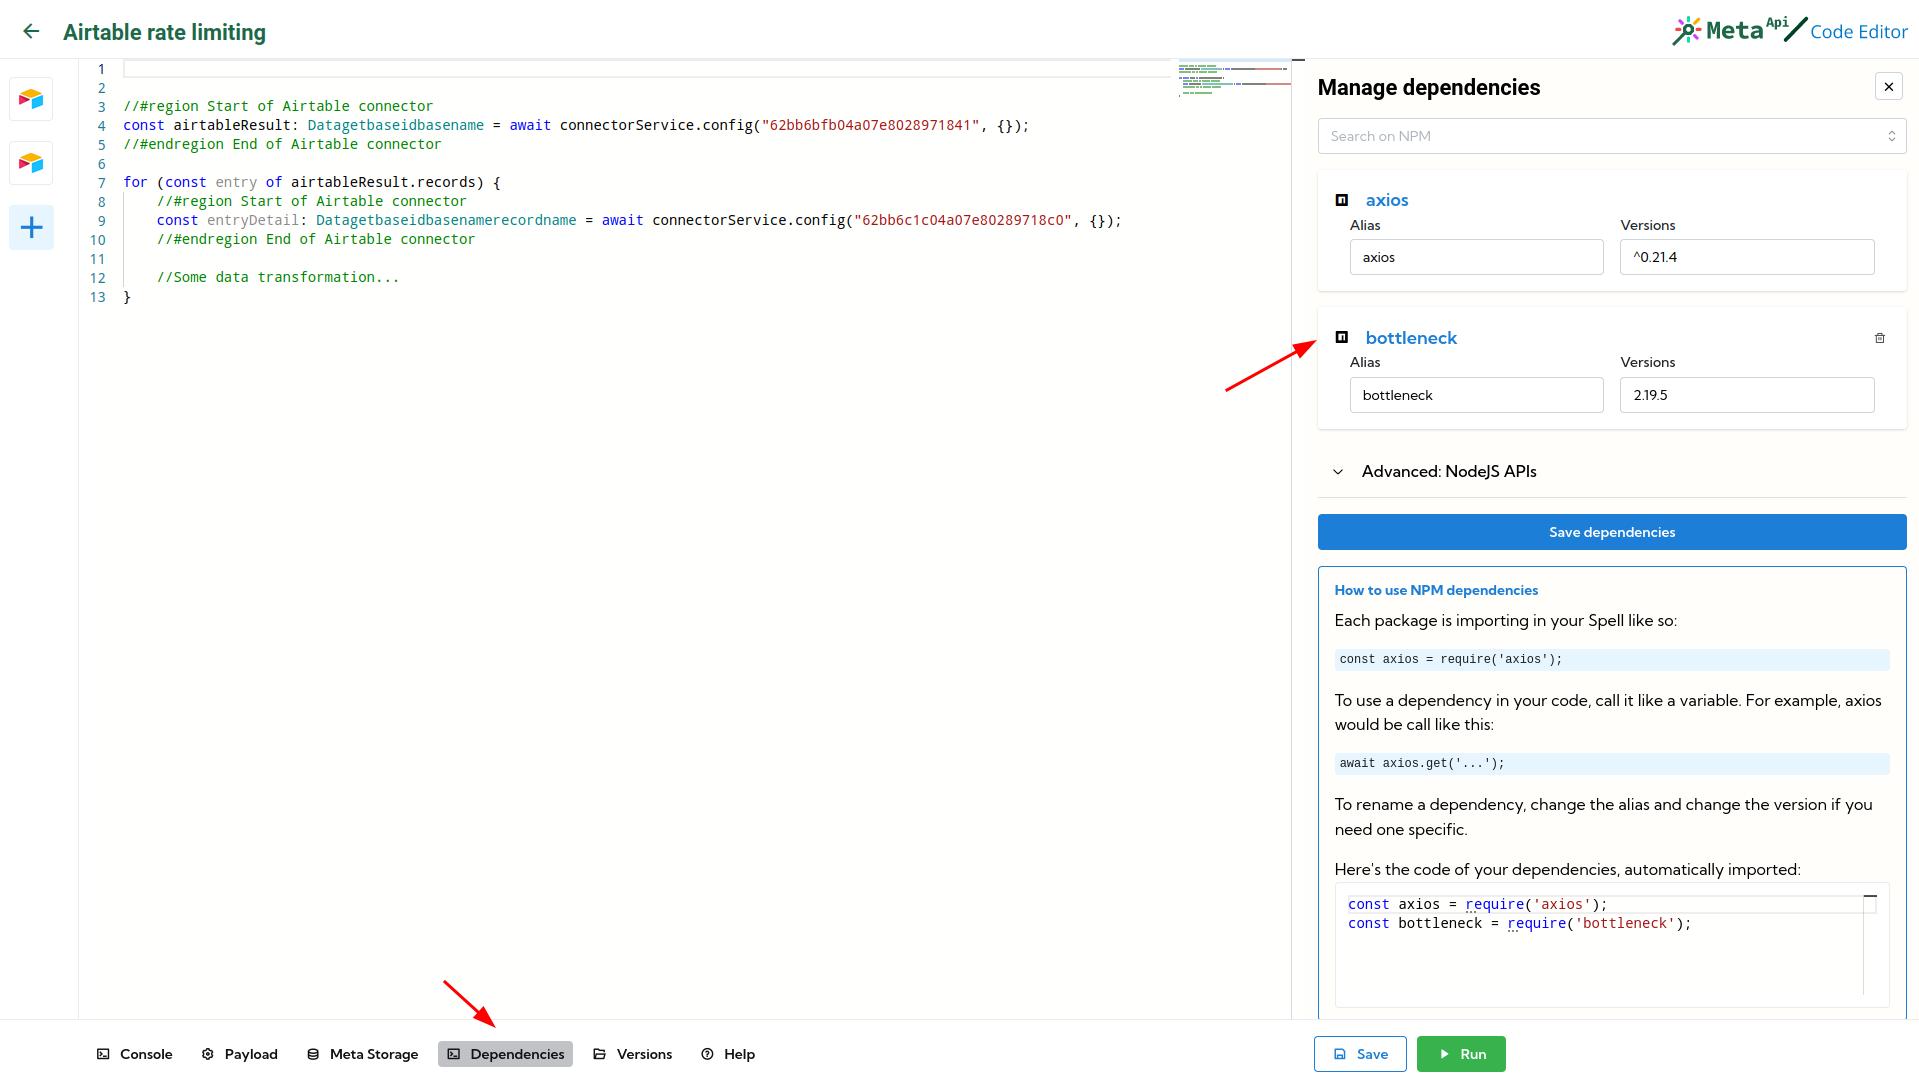 Airtable rate limiting
Meta Api Code Editor
1
2
3 //#region Start of Airtable connector
4 const airtableResult: Datagetbaseidbasename = await connectorService.config("62bb6bfb04a07e8028971841", {});
5 //#endregion End of Airtable connector
6
7 for (const entry of airtableResult.records) {
8 //#region Start of Airtable connector
9 const entryDetail: Datagetbaseidbasenamerecordname = await connectorService.config("62bb6c1c04a07e80289718c0", {});
10 //#endregion End of Airtable connector
11
12 //Some data transformation...
13 }
Manage dependencies
Search on NPM
axios
Alias Versions
axios ^0.21.4
bottleneck
Alias Versions
bottleneck 2.19.5
Advanced: NodeJS APIs
Save dependencies
How to use NPM dependencies
Each package is importing in your Spell like so:
const axios = require('axios');
To use a dependency in your code, call it like a variable. For example, axios
would be call like this:
await axios.get('...');
To rename a dependency, change the alias and change the version if you
need one specific.
Here's the code of your dependencies, automatically imported:
const axios = require('axios');
const bottleneck = require('bottleneck');
Console Payload Meta Storage Dependencies Versions Help Save Run